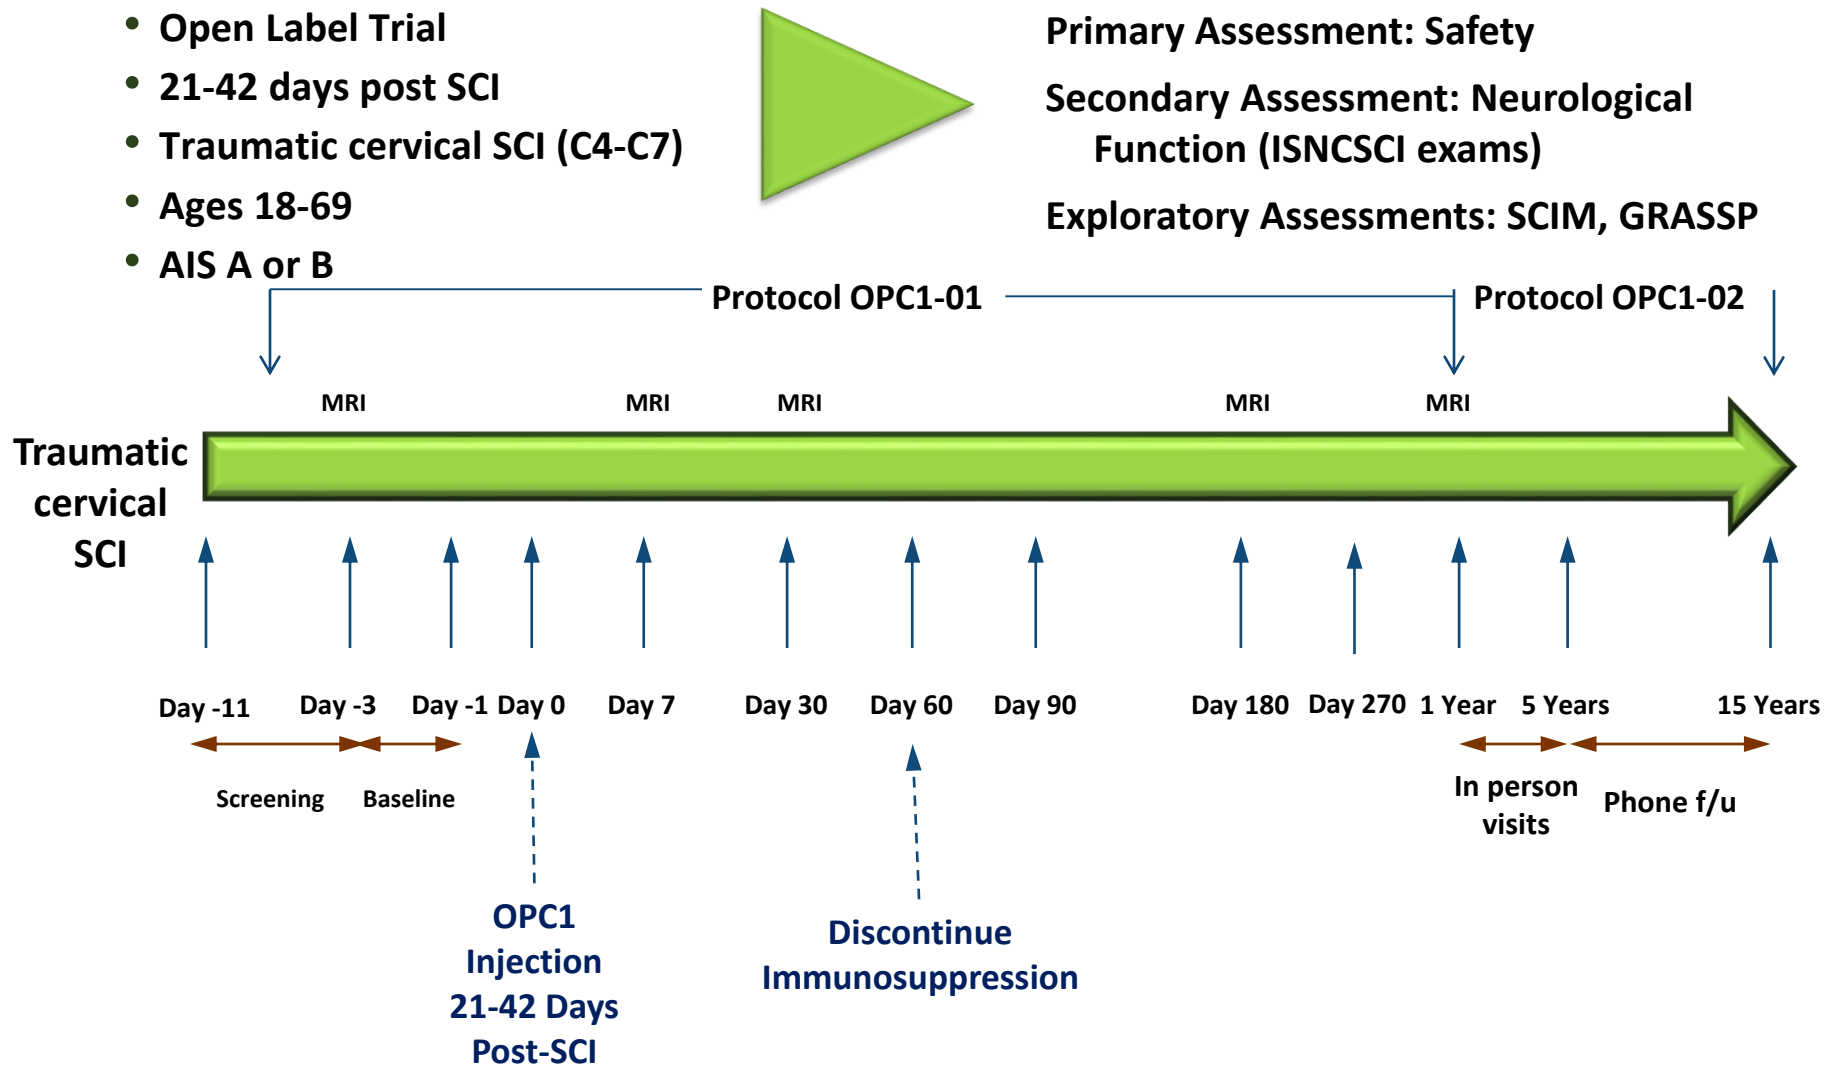 • Open Label Trial
• 21-42 days post SCI
• Traumatic cervical SCI (C4-C7)
• Ages 18-69
• AIS A or B
Primary Assessment: Safety
Secondary Assessment: Neurological
Function (ISNCSCI exams)
Exploratory Assessments: SCIM, GRASSP
Protocol OPC1-01
Protocol OPC1-02
MRI
MRI
MRI
MRI
MRI
Traumatic
cervical
SCI
Day -11
Day -3
Day -1
Day 0
Day 7
Day 30
Day 60
Day 90
Day 180
Day 270
1 Year
5 Years
15 Years
Screening
Baseline
In person
visits
Phone f/u
OPC1
Injection
21-42 Days
Post-SCI
Discontinue
Immunosuppression